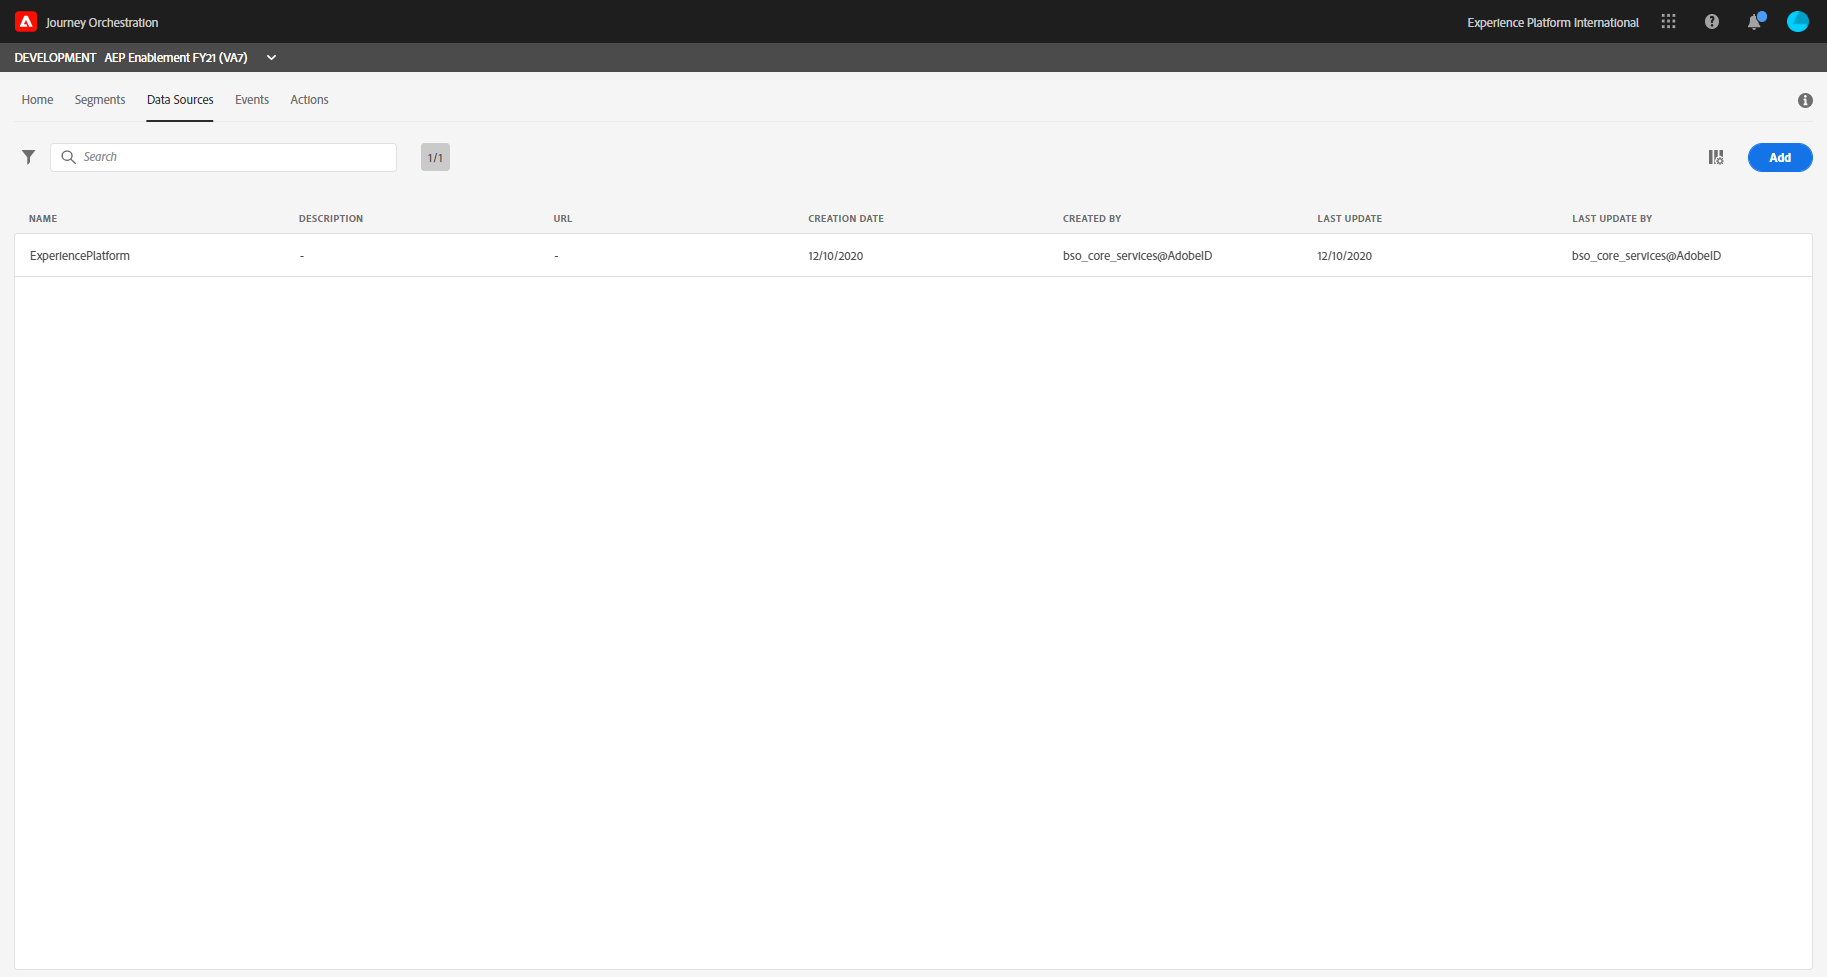 Journey Orchestration
Experience Platform International
DEVELOPMENT AEP Enablement FY21 (VA7)
Home Segments Data Sources Events Actions
Search 1/1 Add
NAME DESCRIPTION URL CREATION DATE CREATED BY LAST UPDATE LAST UPDATE BY
ExperiencePlatform - - 12/10/2020 bso_core_services@AdobeID 12/10/2020 bso_core_services@AdobeID